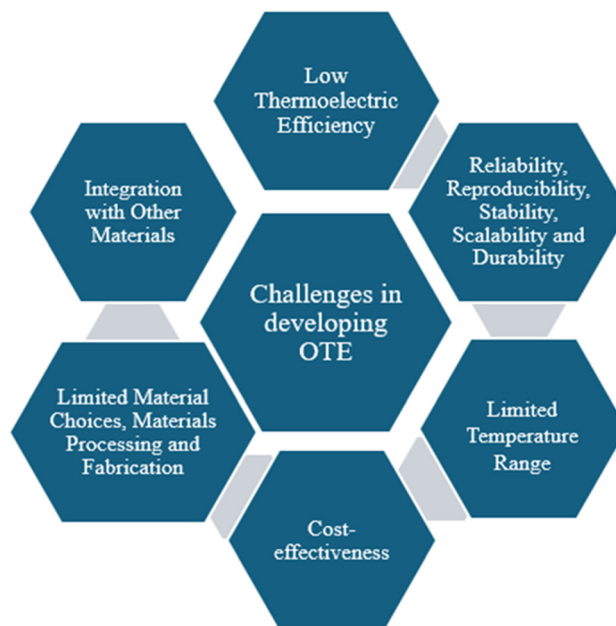 Low
Thermoelectric
Efficiency
Reliability,
Reproducibility,
Stability,
Scalability and
Durability
Integration
with Other
Materials
Challenges in
developing
OTE
Limited Material
Choices, Materials
Processing and
Fabrication
Limited
Temperature
Range
Cost-
effectiveness